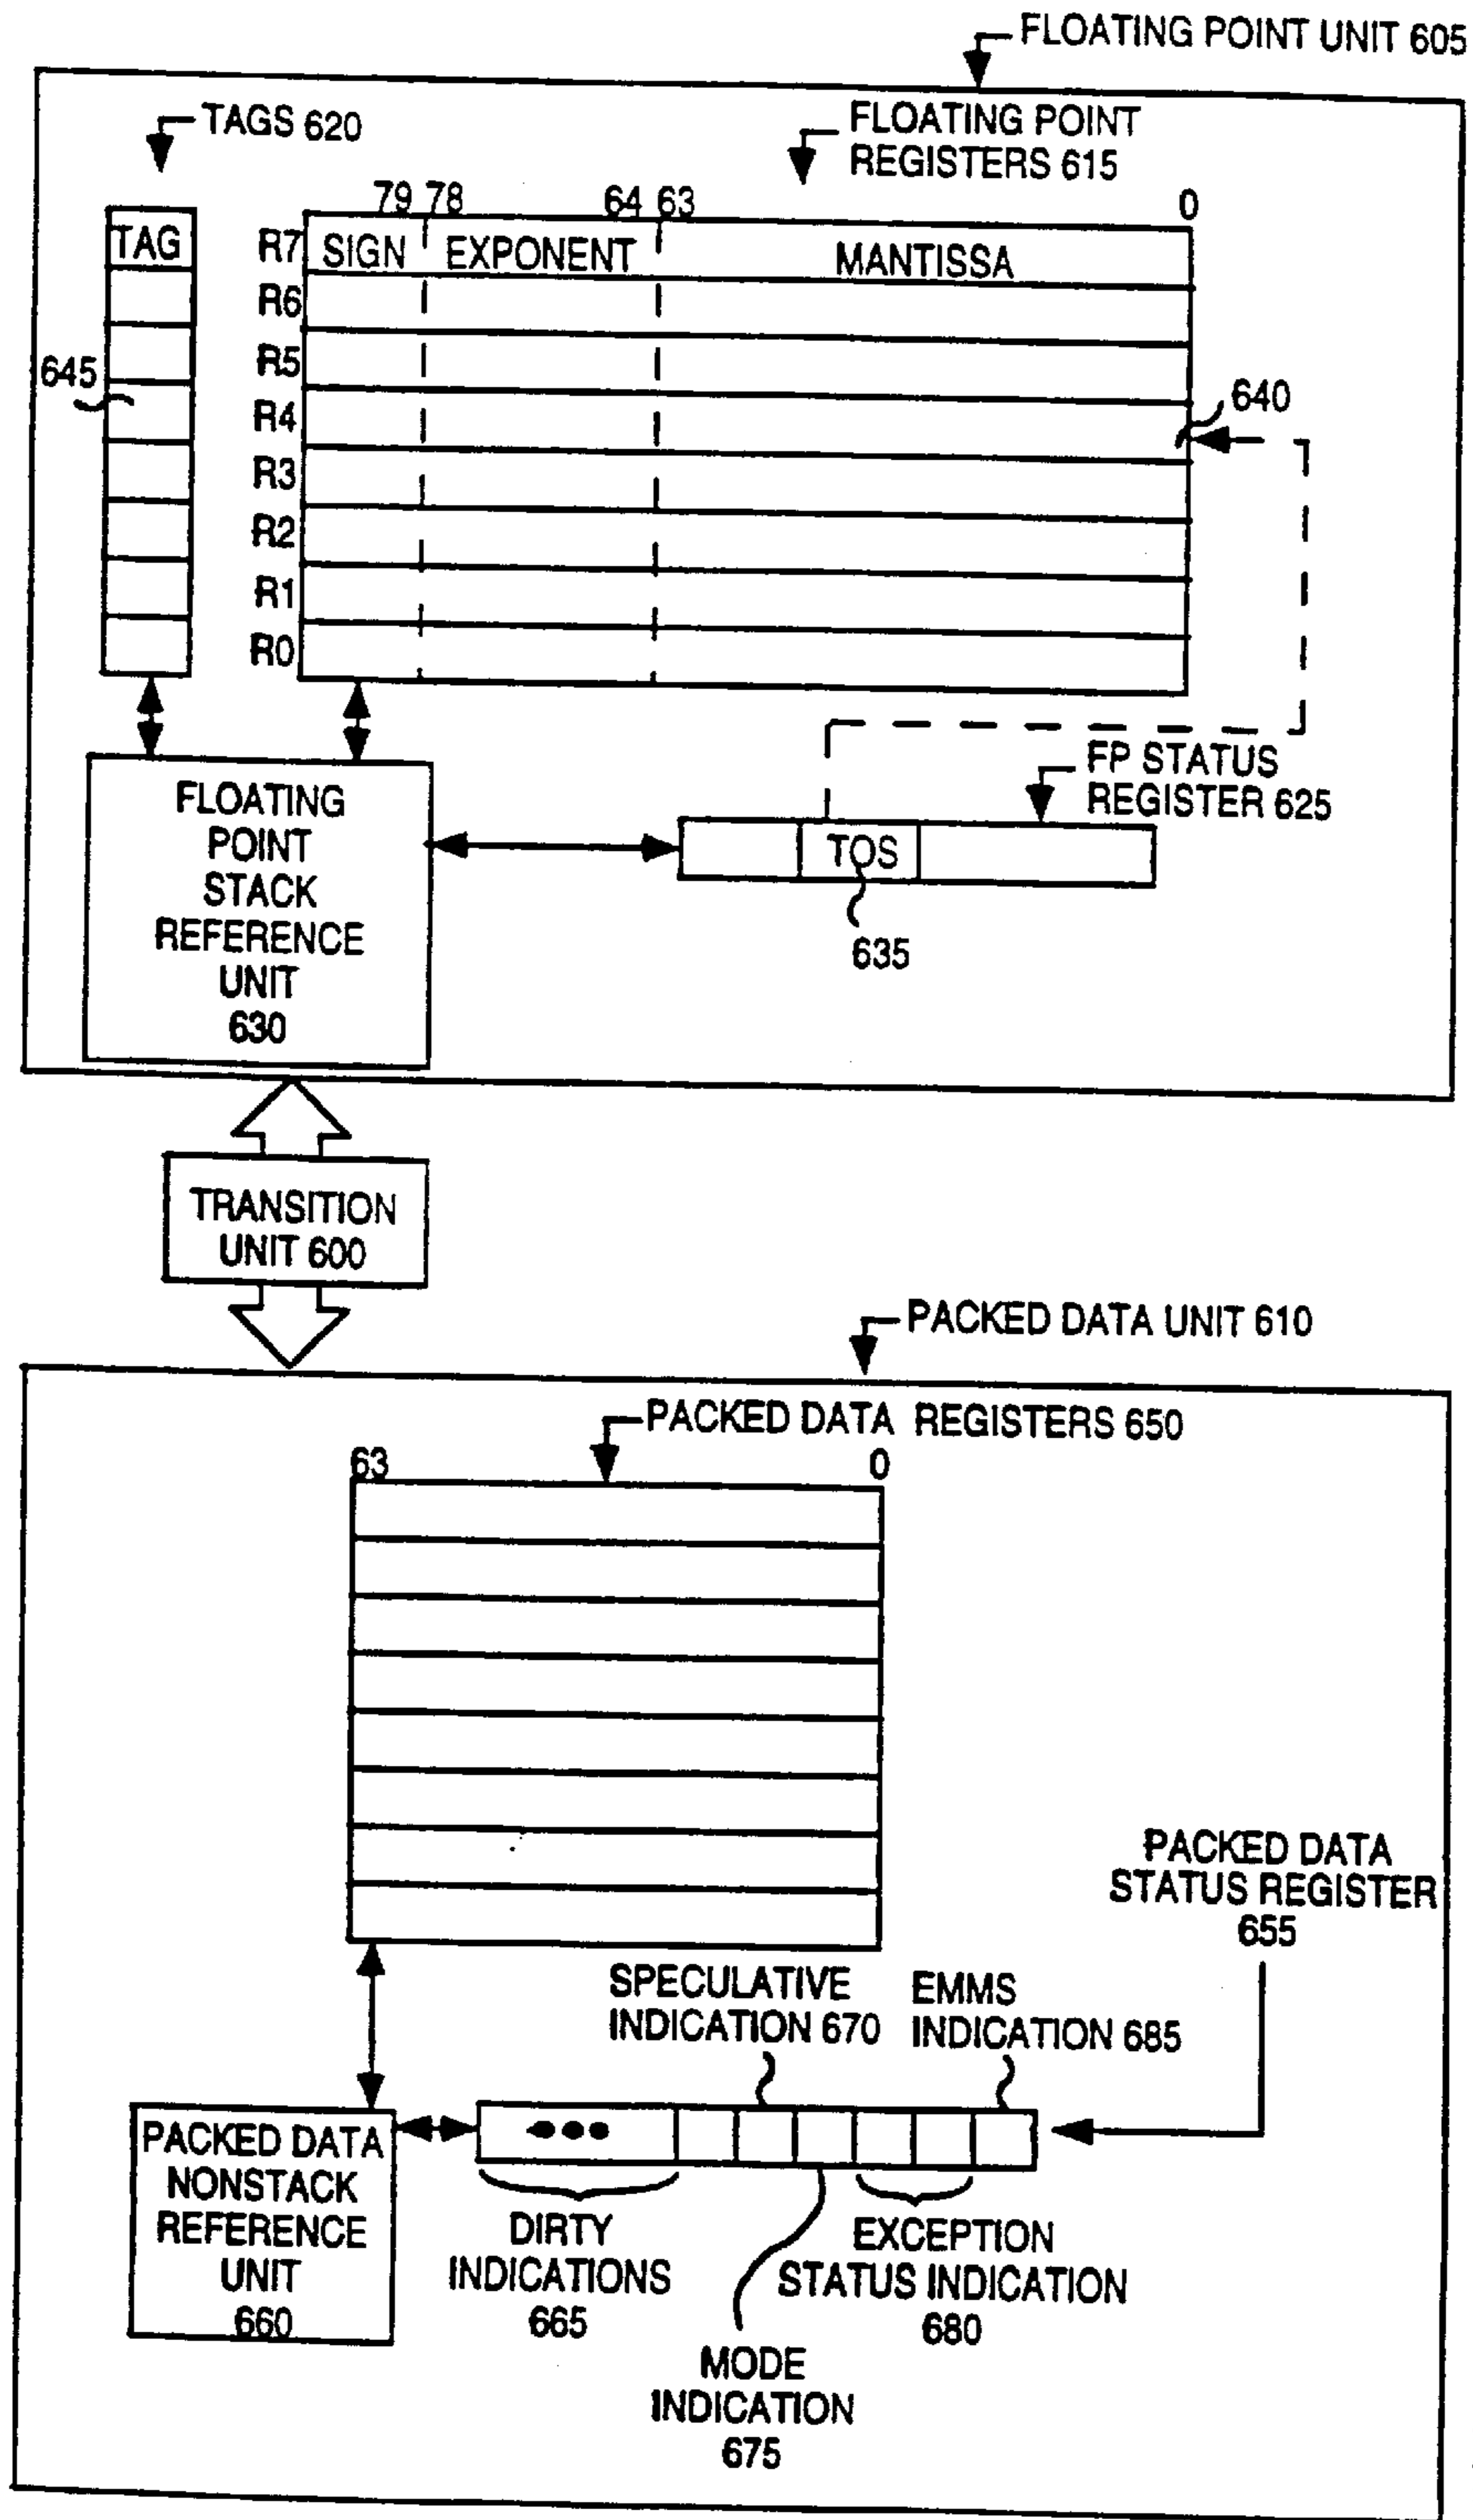 FLOATING POINT UNIT 605
TAGS 620
FLOATING POINT
REGISTERS 615
79 78
64 63
0
TAG
R7
SIGN
EXPONENT
MANTISSA
R6
R5
645
R4
640
R3
R2
R1
R0
FP STATUS
REGISTER 625
FLOATING
POINT
STACK
REFERENCE
UNIT
630
TOS
635
TRANSITION
UNIT 600
PACKED DATA UNIT 610
PACKED DATA REGISTERS 650
63
0
PACKED DATA
STATUS REGISTER
655
SPECULATIVE
INDICATION 670
EMMS
INDICATION 685
PACKED DATA
NONSTACK
REFERENCE
UNIT
660
DIRTY
INDICATIONS
665
EXCEPTION
STATUS INDICATION
680
MODE
INDICATION
675